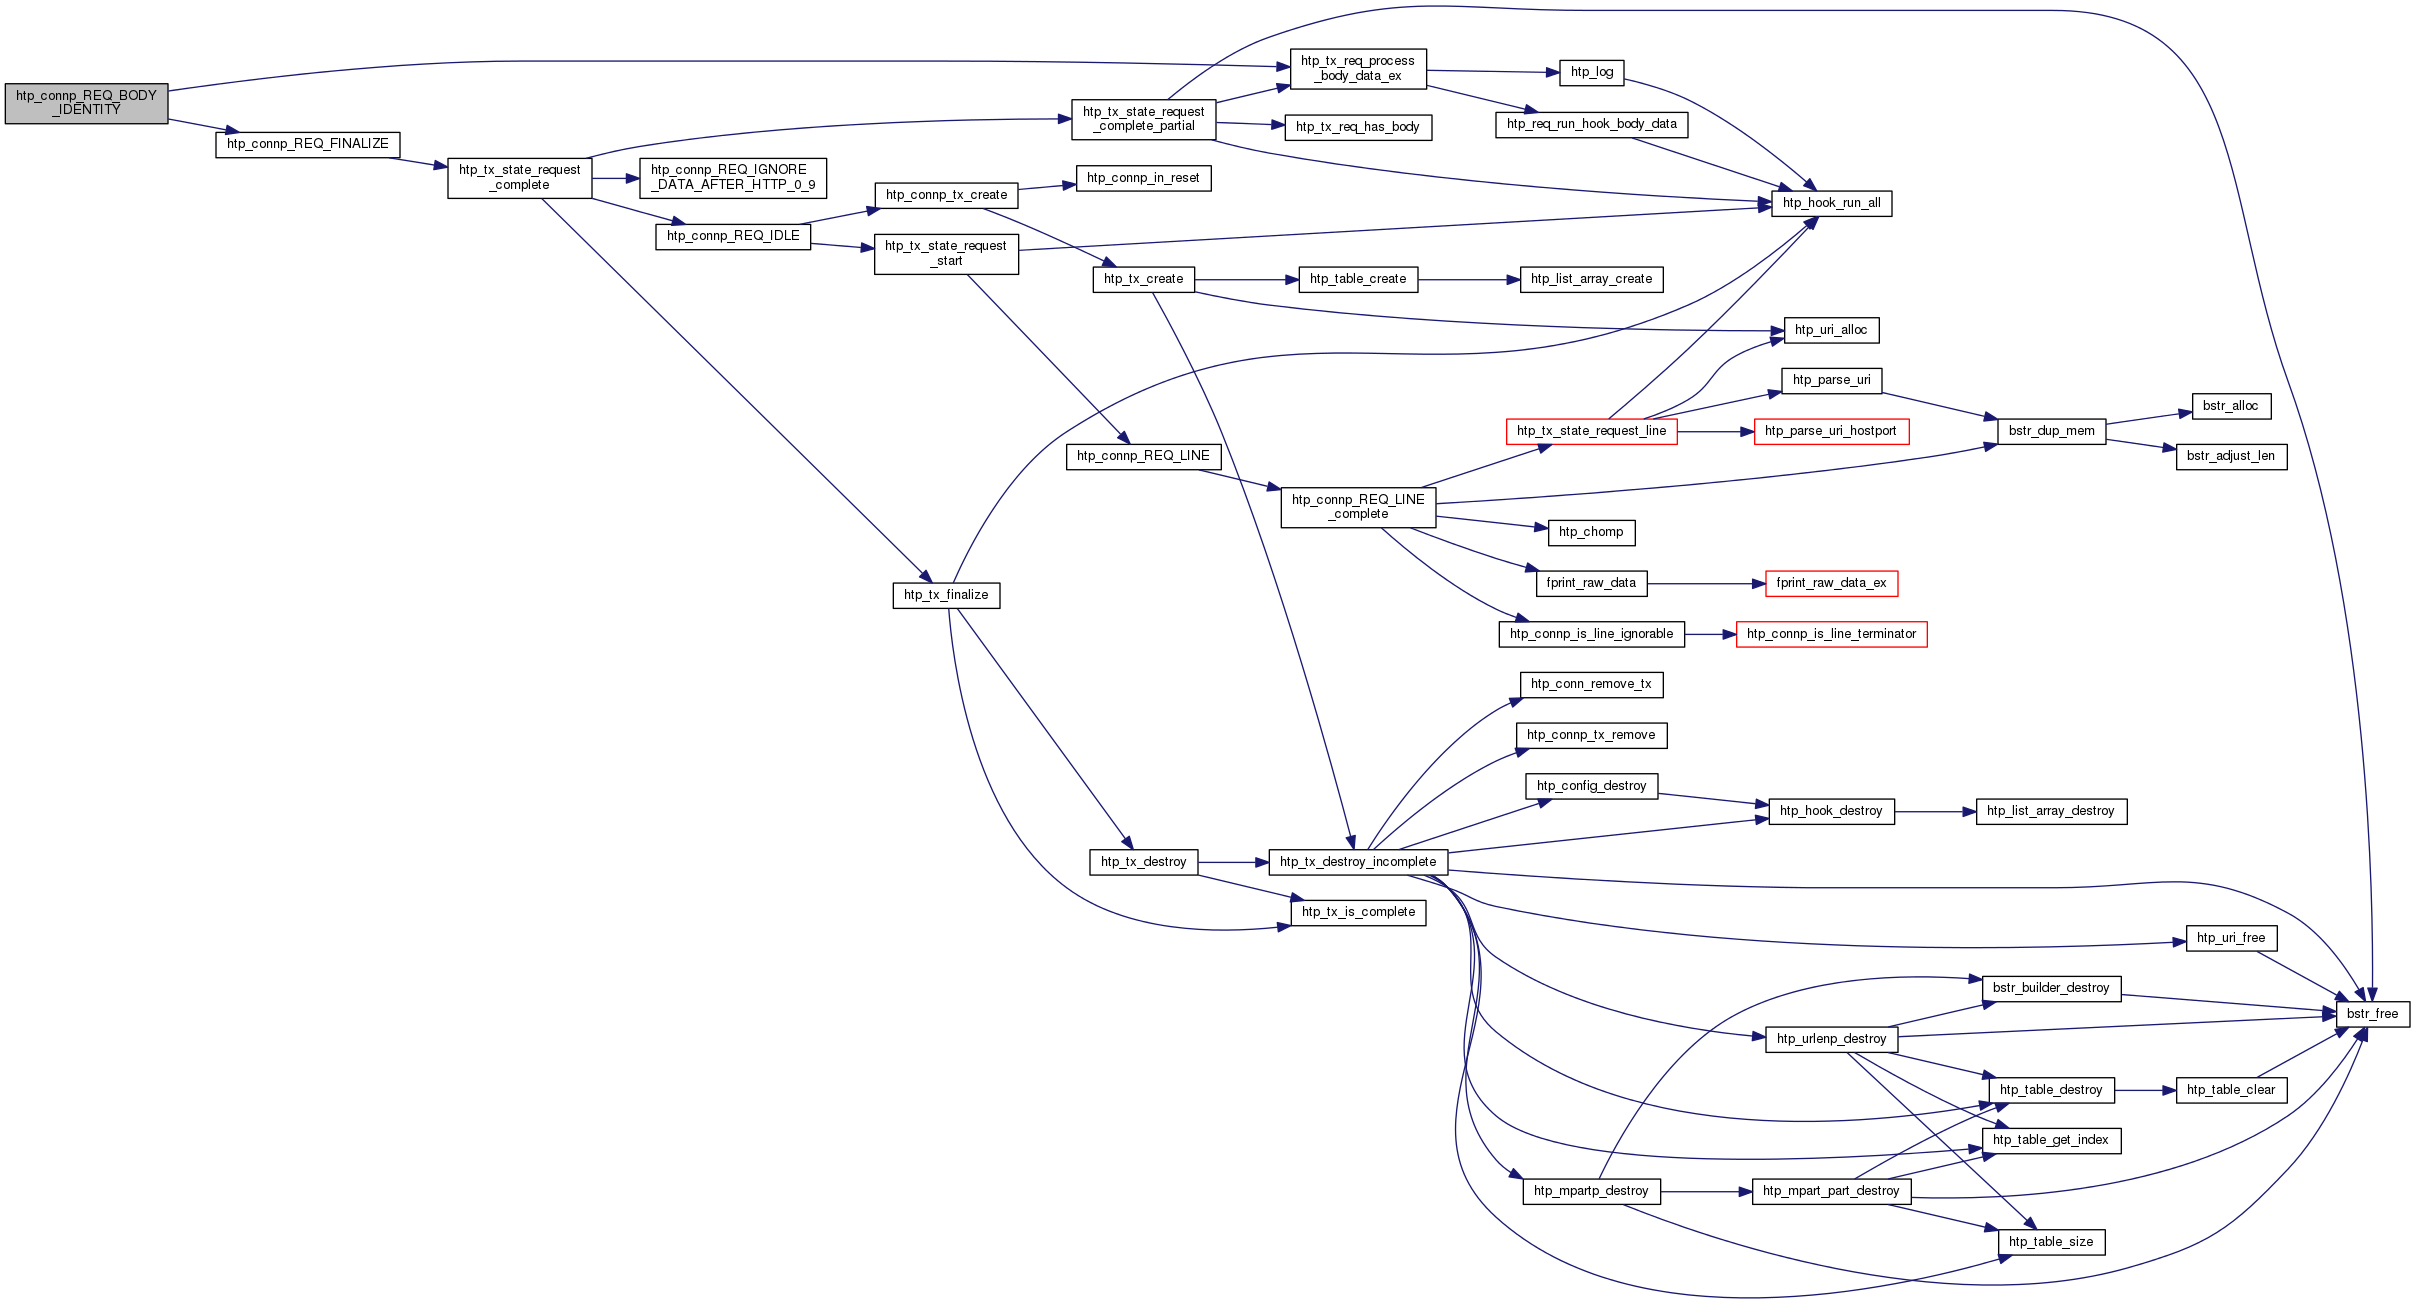 htp_connp_REQ_BODY
_IDENTITY
htp_connp_REQ_FINALIZE
htp_tx_state_request
_complete
htp_connp_REQ_IGNORE
_DATA_AFTER_HTTP_0_9
htp_connp_REQ_IDLE
htp_connp_tx_create
htp_tx_state_request
_start
htp_tx_finalize
htp_tx_state_request
_complete_partial
htp_connp_in_reset
htp_tx_create
htp_connp_REQ_LINE
htp_tx_destroy
htp_tx_req_process
_body_data_ex
htp_tx_req_has_body
htp_table_create
htp_connp_REQ_LINE
_complete
htp_tx_destroy_incomplete
htp_tx_is_complete
htp_log
htp_req_run_hook_body_data
htp_list_array_create
htp_tx_state_request_line
htp_chomp
fprint_raw_data
htp_connp_is_line_ignorable
htp_conn_remove_tx
htp_connp_tx_remove
htp_config_destroy
htp_mpartp_destroy
htp_hook_run_all
htp_uri_alloc
htp_parse_uri
htp_parse_uri_hostport
fprint_raw_data_ex
htp_connp_is_line_terminator
htp_hook_destroy
htp_urlenp_destroy
htp_mpart_part_destroy
bstr_dup_mem
htp_list_array_destroy
bstr_builder_destroy
htp_table_destroy
htp_table_get_index
htp_table_size
bstr_alloc
bstr_adjust_len
htp_uri_free
htp_table_clear
bstr_free